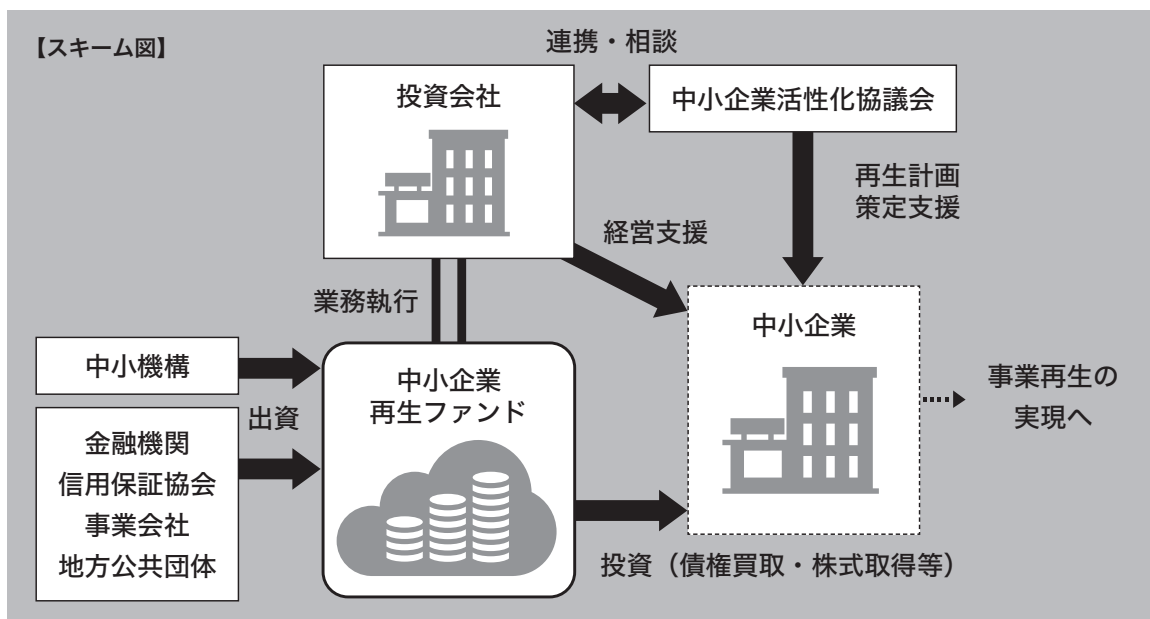 【スキーム図】
連携・相談
投資会社
中小企業活性化協議会
再生計画
策定支援
経営支援
業務執行
中小企業
中小機構
出資
金融機関
信用保証協会
事業会社
地方公共団体
中小企業
再生ファンド
事業再生の
実現へ
投資（債権買取・株式取得等）